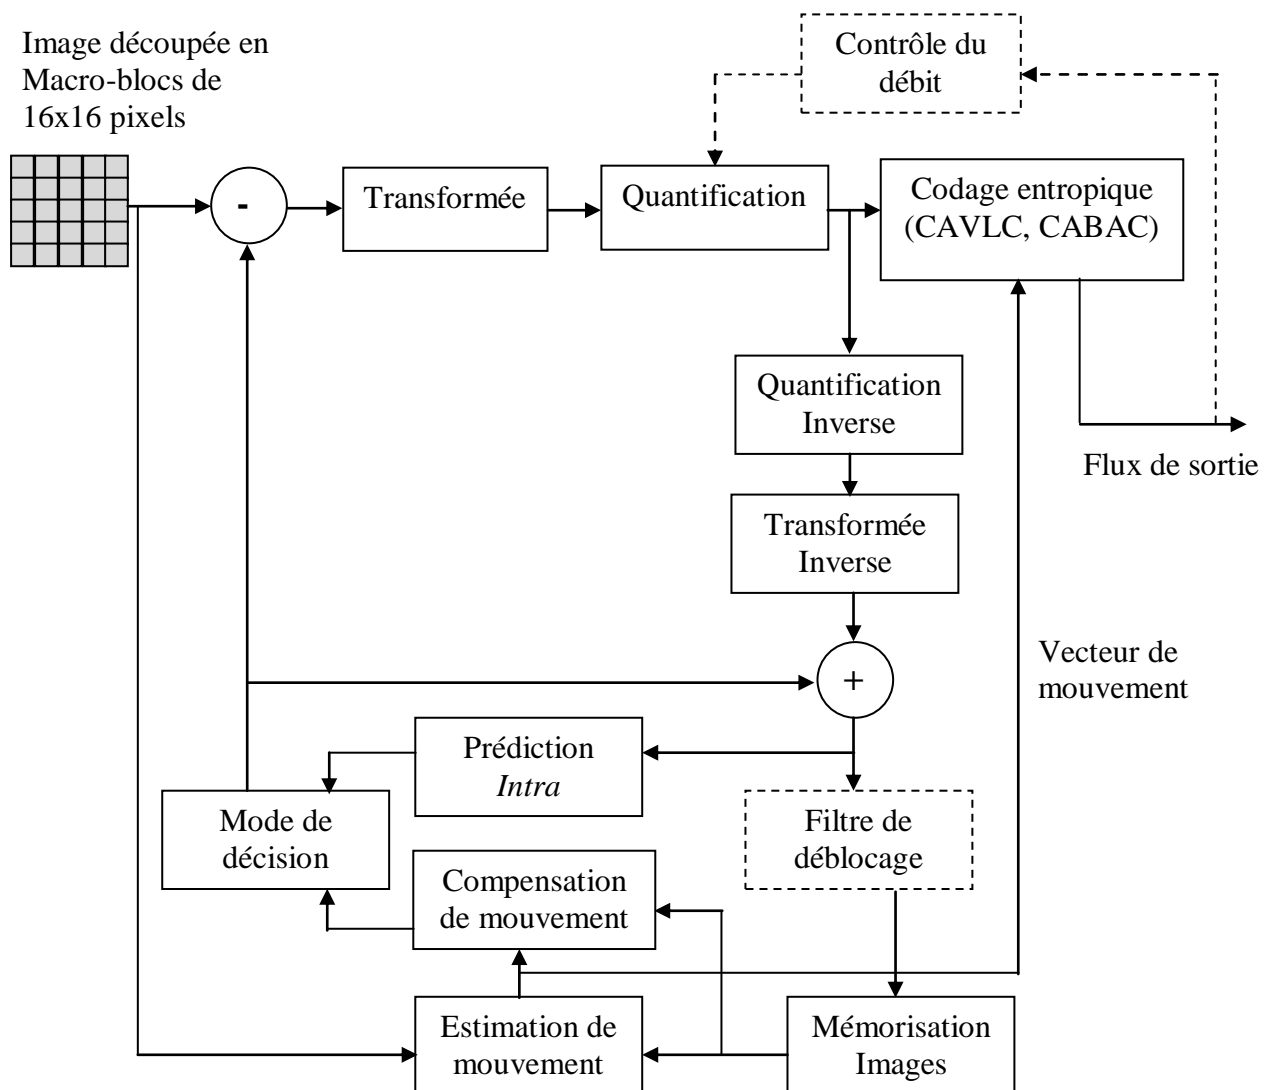 Image découpée en
Macro-blocs de
16x16 pixels
Contrôle du
débit
-
Transformée
Quantification
Codage entropique
(CAVLC, CABAC)
Quantification
Inverse
Flux de sortie
Transformée
Inverse
Vecteur de
mouvement
+
Prédiction
Intra
Mode de
décision
Filtre de
déblocage
Compensation
de mouvement
Estimation de
mouvement
Mémorisation
Images